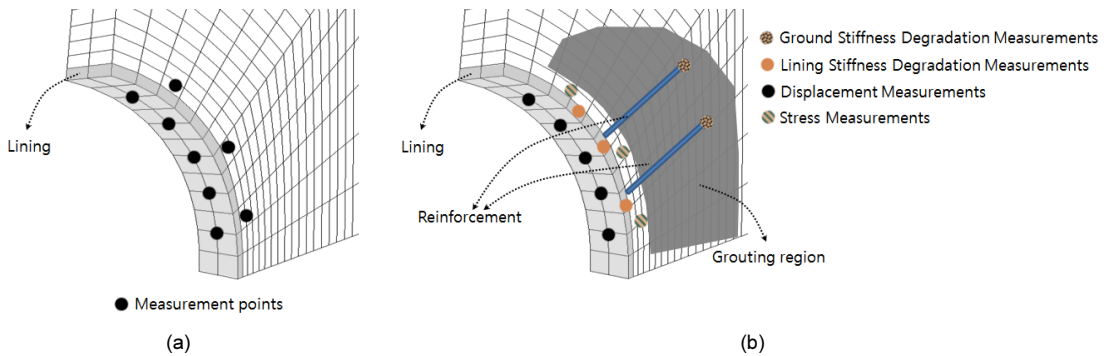 Lining
Measurement points
(a)
Lining
Reinforcement
Grouting region
Ground Stiffness Degradation Measurements
Lining Stiffness Degradation Measurements
Displacement Measurements
Stress Measurements
(b)